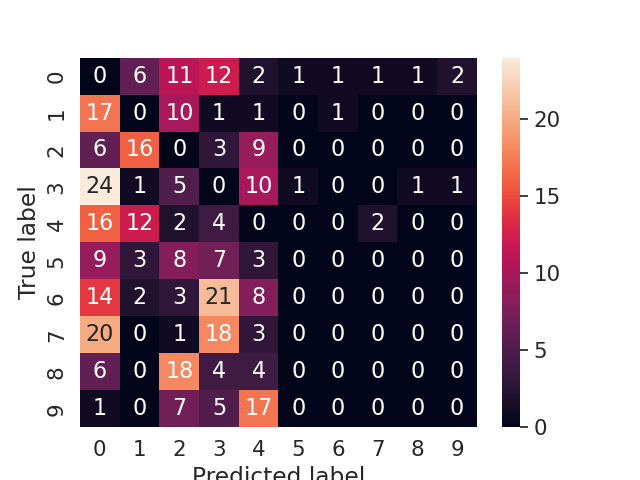 0 0 6 11 12 2 1 1 1 1 2
1 17 0 10 1 1 0 1 0 0 0
2 6 16 0 3 9 0 0 0 0 0
3 24 1 5 0 10 1 0 0 1 1
4 16 12 2 4 0 0 0 2 0 0
5 9 3 8 7 3 0 0 0 0 0
6 14 2 3 21 8 0 0 0 0 0
7 20 0 1 18 3 0 0 0 0 0
8 6 0 18 4 4 0 0 0 0 0
9 1 0 7 5 17 0 0 0 0 0
0 1 2 3 4 5 6 7 8 9
Predicted label
True label
20
15
10
5
0